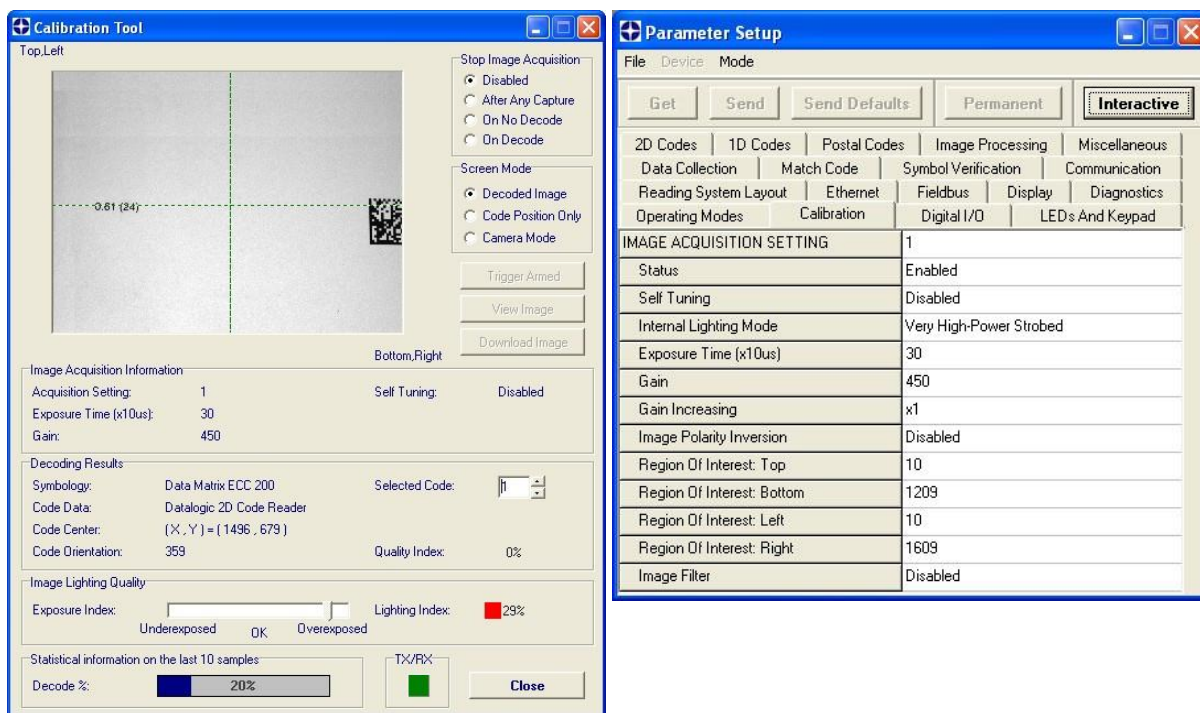 Calibration Tool
Top,Left
Stop Image Acquisition
Disabled
After Any Capture
On No Decode
On Decode
Screen Mode
Decoded Image
Code Position Only
Camera Mode
0.61 (24)
Trigger Armed
View Image
Download Image
Bottom,Right
Image Acquisition Information
Acquisition Setting: 1 Self Tuning: Disabled
Exposure Time (x10us): 30
Gain: 450
Decoding Results
Symbology: Data Matrix ECC 200 Selected Code: 1
Code Data: Datalogic 2D Code Reader
Code Center: ( X , Y ) = ( 1496 , 679 )
Code Orientation: 359 Quality Index: 0%
Image Lighting Quality
Exposure Index: Lighting Index: 29%
Underexposed OK Overexposed
Statistical information on the last 10 samples
TX/RX
Decode %: 20% Close
Parameter Setup
File Device Mode
Get Send Send Defaults Permanent Interactive
2D Codes 1D Codes Postal Codes Image Processing Miscellaneous
Data Collection Match Code Symbol Verification Communication
Reading System Layout Ethernet Fieldbus Display Diagnostics
Operating Modes Calibration Digital I/O LEDs And Keypad
IMAGE ACQUISITION SETTING 1
Status Enabled
Self Tuning Disabled
Internal Lighting Mode Very High-Power Strobed
Exposure Time (x10us) 30
Gain 450
Gain Increasing x1
Image Polarity Inversion Disabled
Region Of Interest: Top 10
Region Of Interest: Bottom 1209
Region Of Interest: Left 10
Region Of Interest: Right 1609
Image Filter Disabled